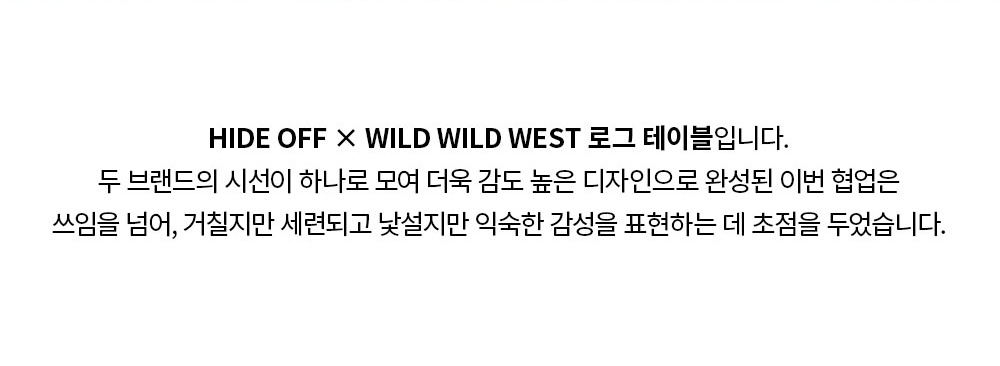 HIDE OFF × WILD WILD WEST 로그 테이블입니다.
두 브랜드의 시선이 하나로 모여 더욱 감도 높은 디자인으로 완성된 이번 협업은
쓰임을 넘어, 거칠지만 세련되고 낯설지만 익숙한 감성을 표현하는 데 초점을 두었습니다.